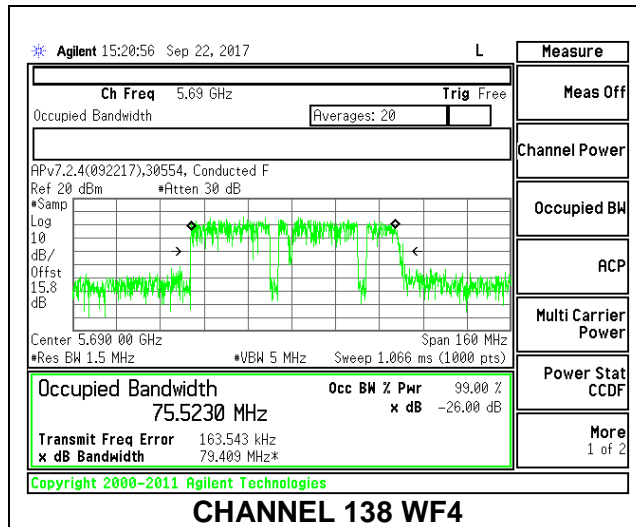 Agilent 15:20:56 Sep 22, 2017 L
Measure
Ch Freq 5.69 GHz Trig Free
Meas Off
Occupied Bandwidth Averages: 20
Channel Power
APv7.2.4(092217),30554, Conducted F
Ref 20 dBm #Atten 30 dB
#Samp
Log
10
dB/
Offst
15.8
dB
Occupied BW
ACP
Multi Carrier
Power
Center 5.690 00 GHz Span 160 MHz
#Res BW 1.5 MHz #VBW 5 MHz Sweep 1.066 ms (1000 pts)
Power Stat
CCDF
Occupied Bandwidth Occ BW % Pwr 99.00 %
75.5230 MHz x dB -26.00 dB
Transmit Freq Error 163.543 kHz
x dB Bandwidth 79.409 MHz*
More
1 of 2
Copyright 2000-2011 Agilent Technologies
CHANNEL 138 WF4